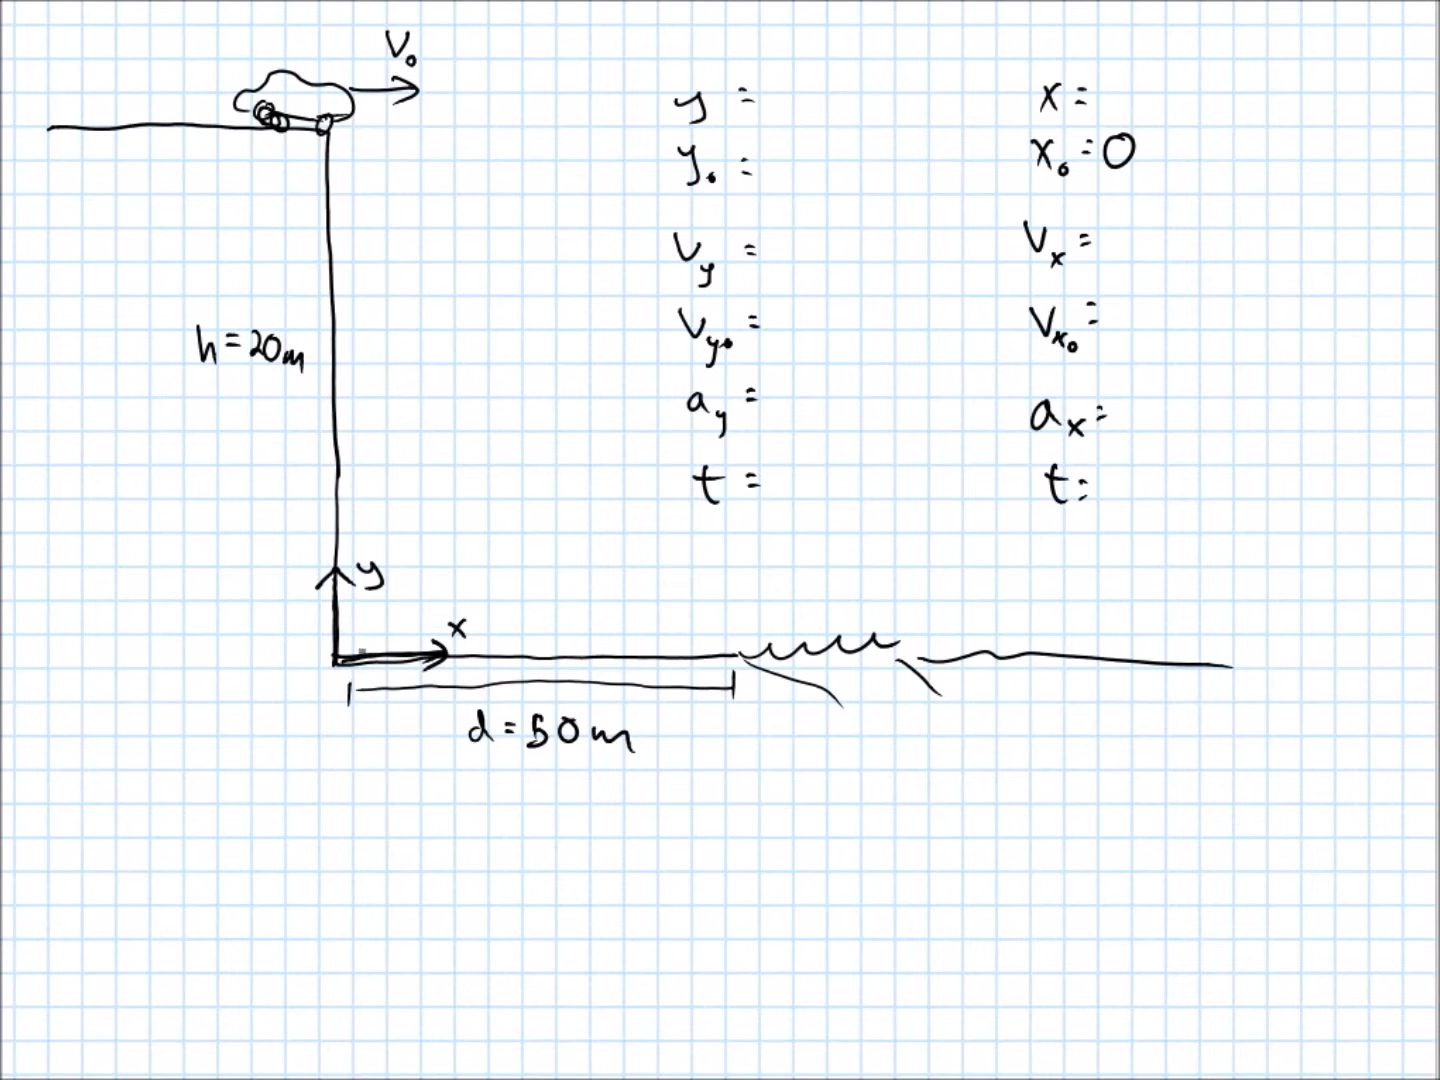 V₀
y =
y₀ =
Vy =
Vy₀ =
ay =
t =
x =
x₀ = 0
Vx =
Vx₀ =
ax =
t =
h = 20m
y
x
d = 50m